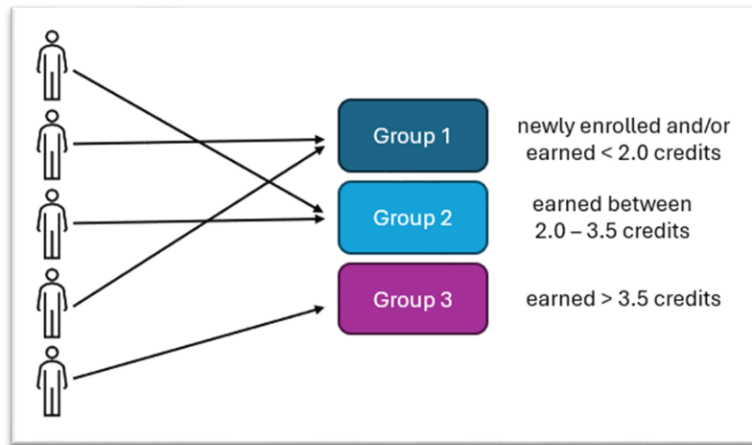 Group 1
newly enrolled and/or
earned < 2.0 credits
Group 2
earned between
2.0 – 3.5 credits
Group 3
earned > 3.5 credits